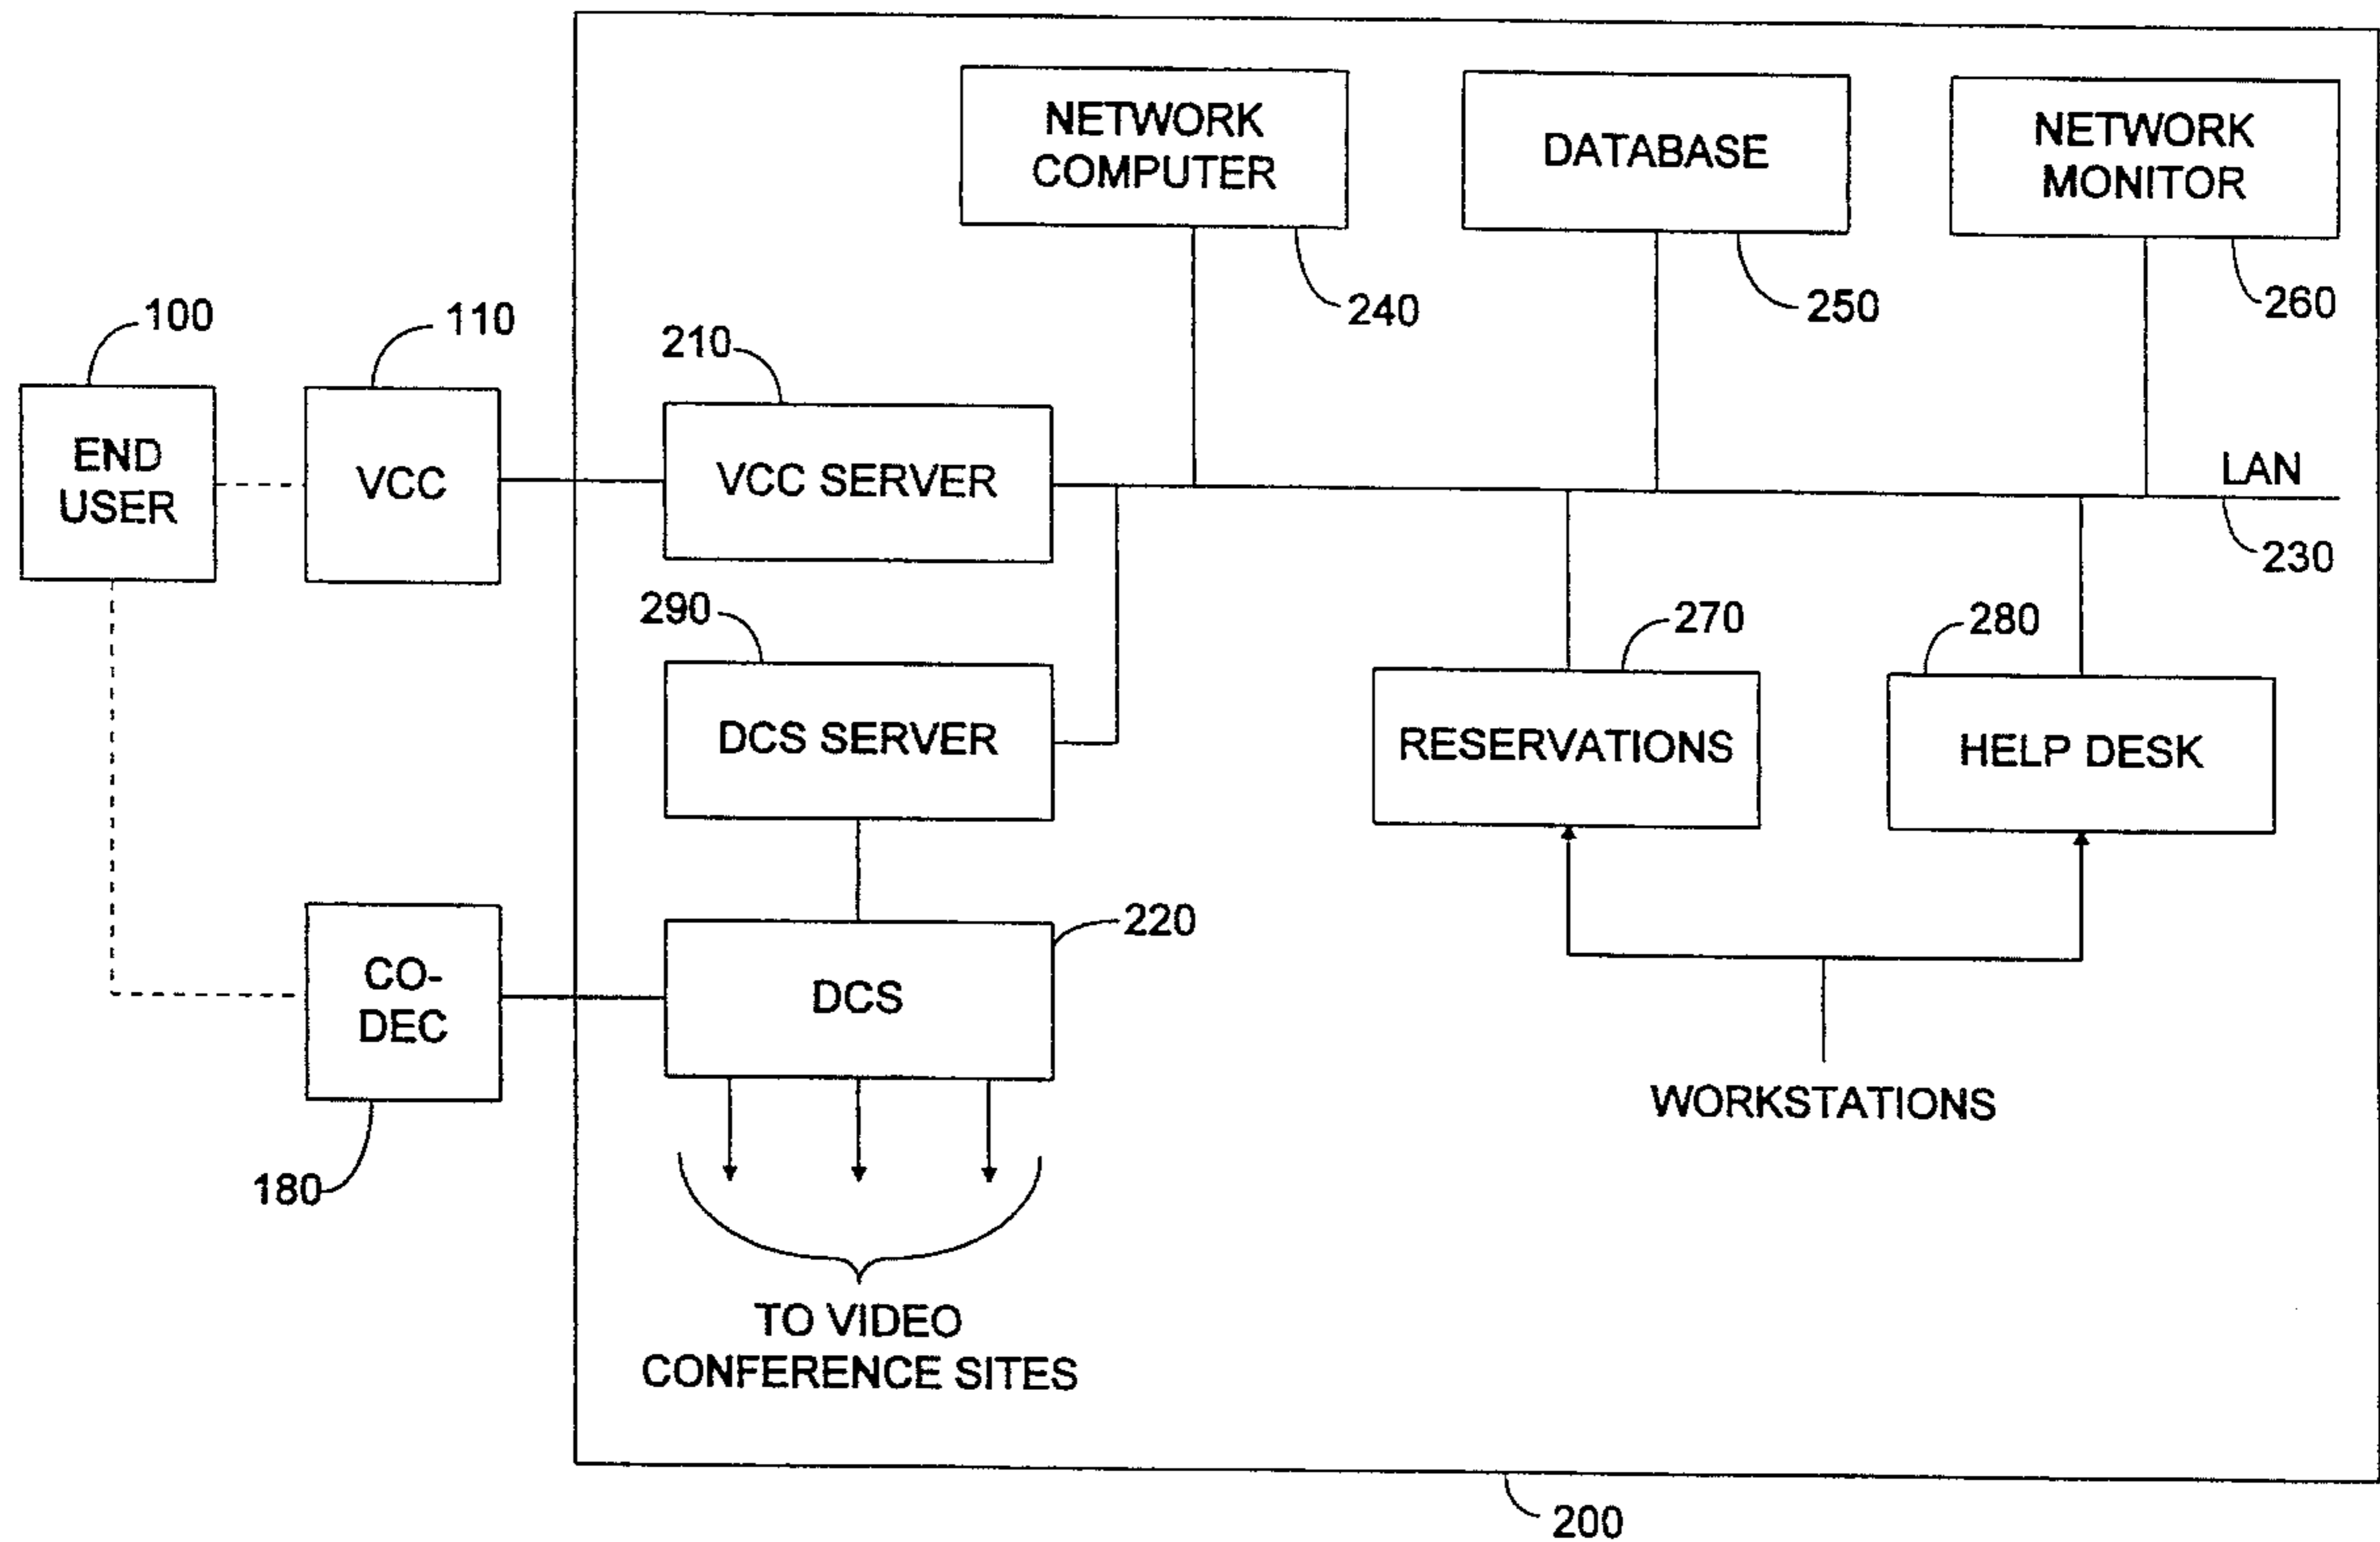 NETWORK
COMPUTER
240
DATABASE
250
NETWORK
MONITOR
260
100
END
USER
110
VCC
210
VCC SERVER
LAN
230
290
DCS SERVER
270
RESERVATIONS
280
HELP DESK
CO-
DEC
180
220
DCS
WORKSTATIONS
TO VIDEO
CONFERENCE SITES
200